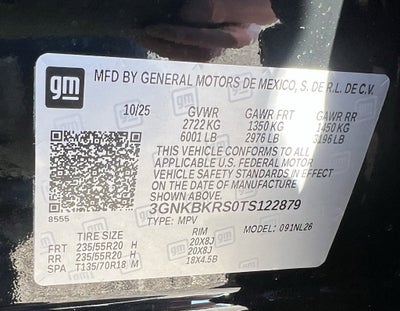 gm
MFD BY GENERAL MOTORS DE MEXICO, S. DE R.L. DE C.V.
10/25 GVWR GAWR FRT GAWR RR
2722 KG 1350 KG 1450 KG
6001 LB 2976 LB 3196 LB
THIS VEHICLE CONFORMS TO ALL
APPLICABLE U.S. FEDERAL MOTOR
VEHICLE SAFETY STANDARDS IN EFFECT ON
THE DATE OF MANUFACTURE SHOWN ABOVE.
3GNKBKRS0TS122879
8555 TYPE: MPV MODEL: 091NL26
TIRE SIZE RIM
FRT 235/55R20 H 20X8J
RR 235/55R20 H 20X8J
SPA T135/70R18 M 18X4.5B